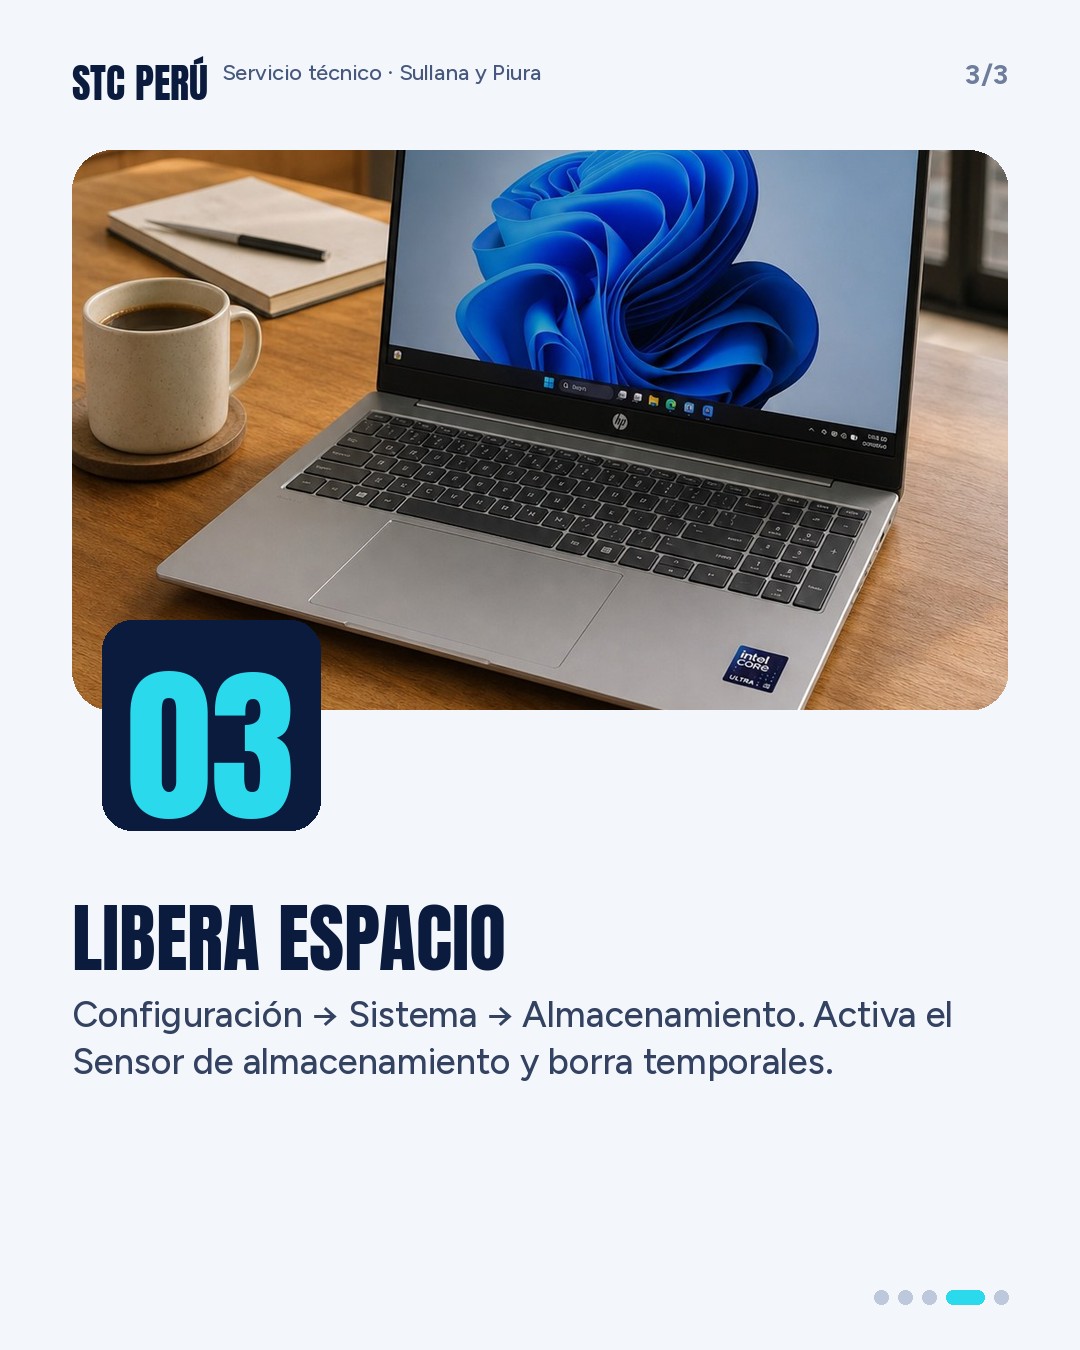 STC PERÚ Servicio técnico · Sullana y Piura 3/3
hp
intel
CORE
ULTRA
03
LIBERA ESPACIO
Configuración → Sistema → Almacenamiento. Activa el
Sensor de almacenamiento y borra temporales.